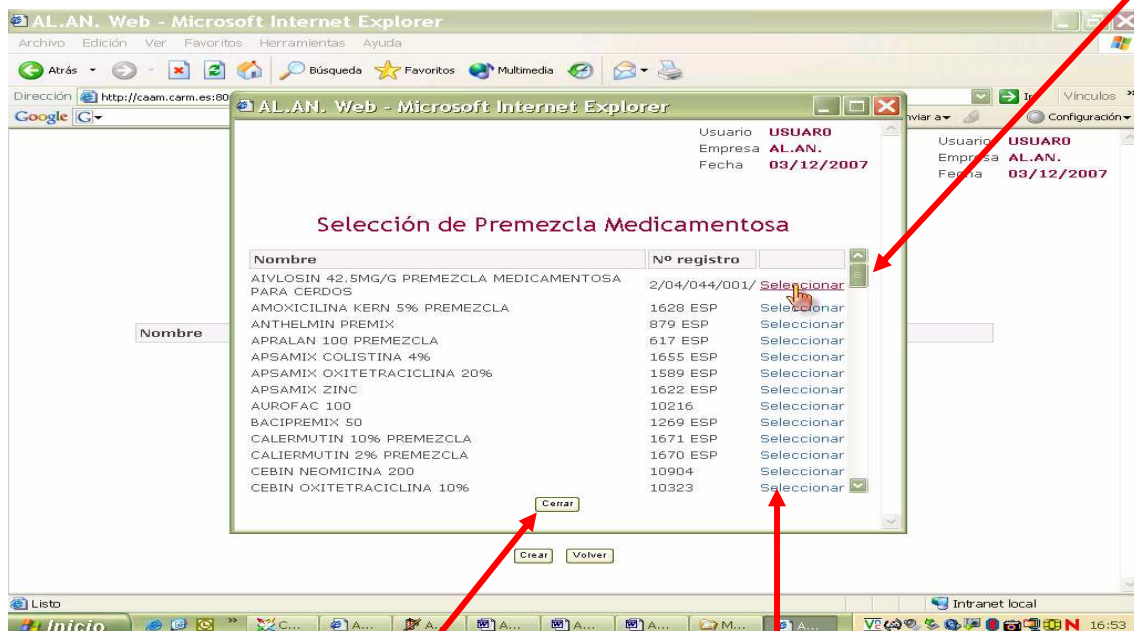 AL.AN. Web - Microsoft Internet Explorer
Archivo Edición Ver Favoritos Herramientas Ayuda
Atrás Búsqueda Favoritos Multimedia
Dirección http://caam.carm.es:80 Ir Vínculos »
Google G nviar a Configuración
AL.AN. Web - Microsoft Internet Explorer
Usuario USUAR0
Empresa AL.AN.
Fecha 03/12/2007
Usuario USUAR0
Empresa AL.AN.
Fecha 03/12/2007
Selección de Premezcla Medicamentosa
Nombre Nº registro
AIVLOSIN 42.5MG/G PREMEZCLA MEDICAMENTOSA PARA CERDOS 2/04/044/001/ Seleccionar
AMOXICILINA KERN 5% PREMEZCLA 1628 ESP Seleccionar
ANTHELMIN PREMIX 879 ESP Seleccionar
APRALAN 100 PREMEZCLA 617 ESP Seleccionar
APSAMIX COLISTINA 4% 1655 ESP Seleccionar
APSAMIX OXITETRACICLINA 20% 1589 ESP Seleccionar
APSAMIX ZINC 1622 ESP Seleccionar
AUROFAC 100 10216 Seleccionar
BACIPREMIX 50 1269 ESP Seleccionar
CALERMUTIN 10% PREMEZCLA 1671 ESP Seleccionar
CALIERMUTIN 2% PREMEZCLA 1670 ESP Seleccionar
CEBIN NEOMICINA 200 10904 Seleccionar
CEBIN OXITETRACICLINA 10% 10323 Seleccionar
Nombre
Cerrar
Crear Volver
Listo Intranet local
Inicio » C... A... A... A... A... A... M... A... V2 N 16:53